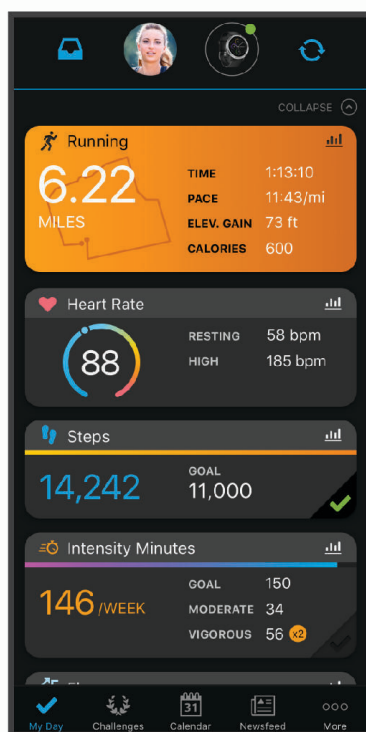 COLLAPSE
Running
6.22
MILES
TIME 1:13:10
PACE 11:43/mi
ELEV. GAIN 73 ft
CALORIES 600
Heart Rate
88
RESTING 58 bpm
HIGH 185 bpm
Steps
14,242
GOAL
11,000
Intensity Minutes
146 /WEEK
GOAL 150
MODERATE 34
VIGOROUS 56 x2
31
My Day Challenges Calendar Newsfeed More